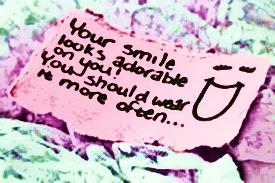 Your smile
looks adorable
on you!
You should wear
it more often...